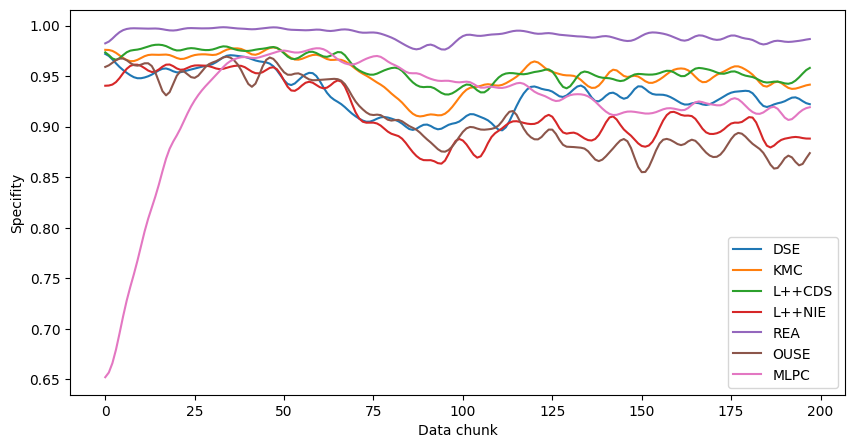 1.00
0.95
0.90
0.85
0.80
0.75
0.70
0.65
Specifity
0 25 50 75 100 125 150 175 200
Data chunk
DSE
KMC
L++CDS
L++NIE
REA
OUSE
MLPC